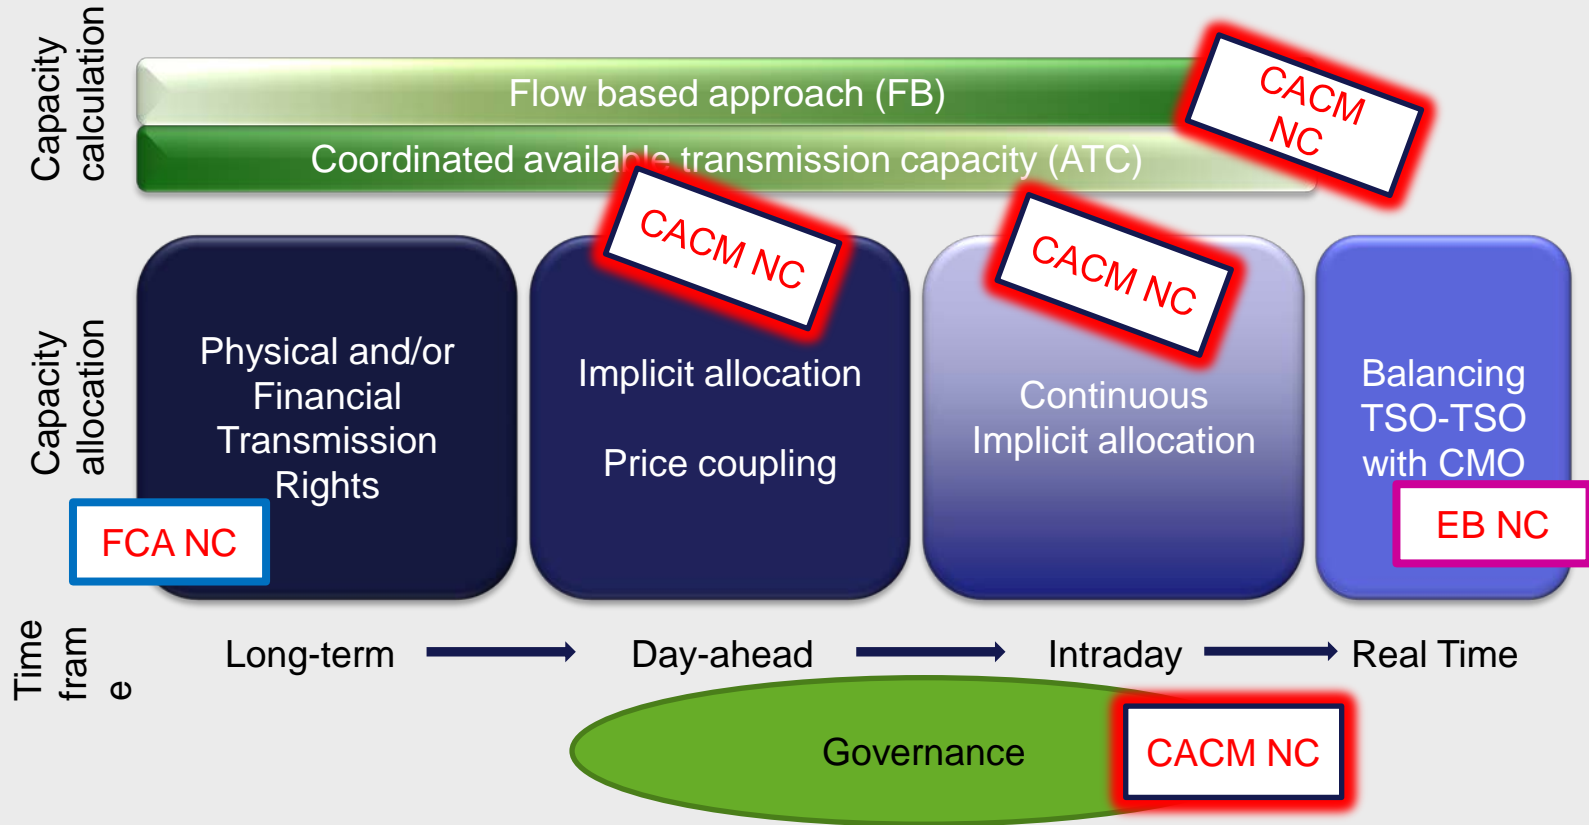 Capacity
calculation
Flow based approach (FB)
CACM
NC
Coordinated available transmission capacity (ATC)
CACM NC
CACM NC
Capacity
allocation
Physical and/or
Financial
Transmission
Rights
Implicit allocation
Price coupling
Continuous
Implicit allocation
Balancing
TSO-TSO
with CMO
FCA NC
EB NC
Time
fram
e
Long-term
Day-ahead
Intraday
Real Time
Governance
CACM NC